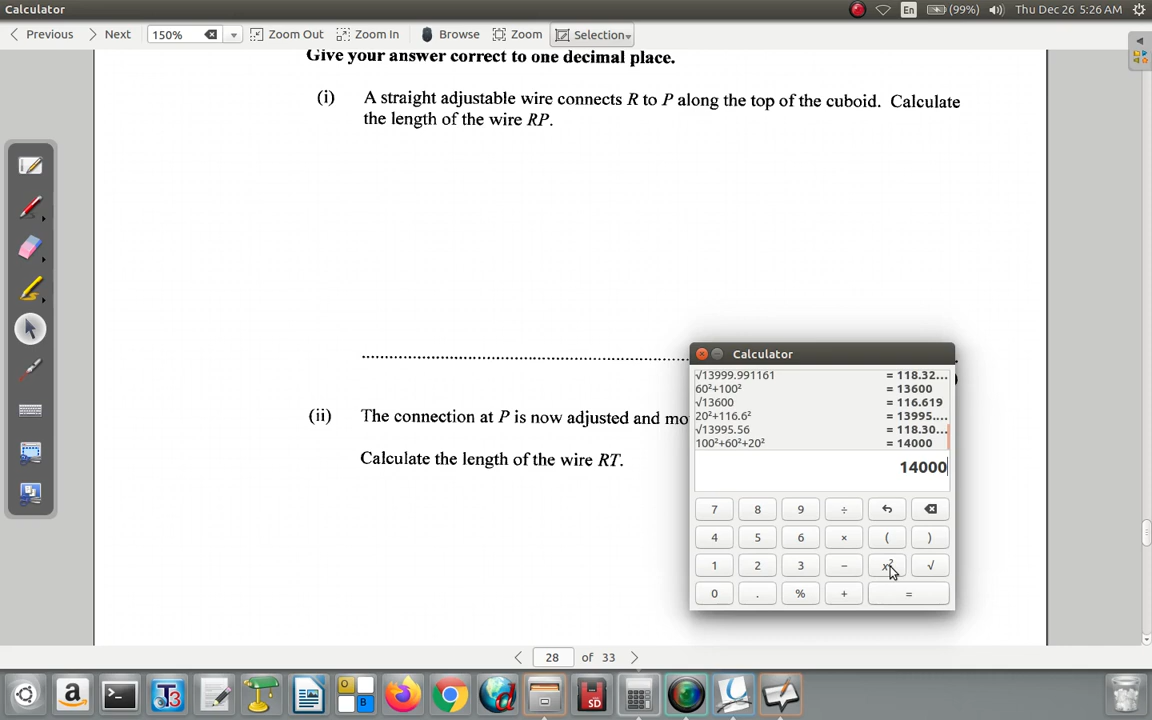 Calculator
En
(99%)
Thu Dec 26 5:26 AM
Previous
Next
150%
Zoom Out
Zoom In
Browse
Zoom
Selection
Give your answer correct to one decimal place.
(i) A straight adjustable wire connects R to P along the top of the cuboid. Calculate
the length of the wire RP.
(ii) The connection at P is now adjusted and mo
Calculate the length of the wire RT.
Calculator
√13999.991161 = 118.32...
60²+100² = 13600
√13600 = 116.619
20²+116.6² = 13995....
√13995.56 = 118.30...
100²+60²+20² = 14000
14000
7 8 9 ÷
4 5 6 × ( )
1 2 3 − x² √
0 . % + =
28 of 33
T3
O
B
SD